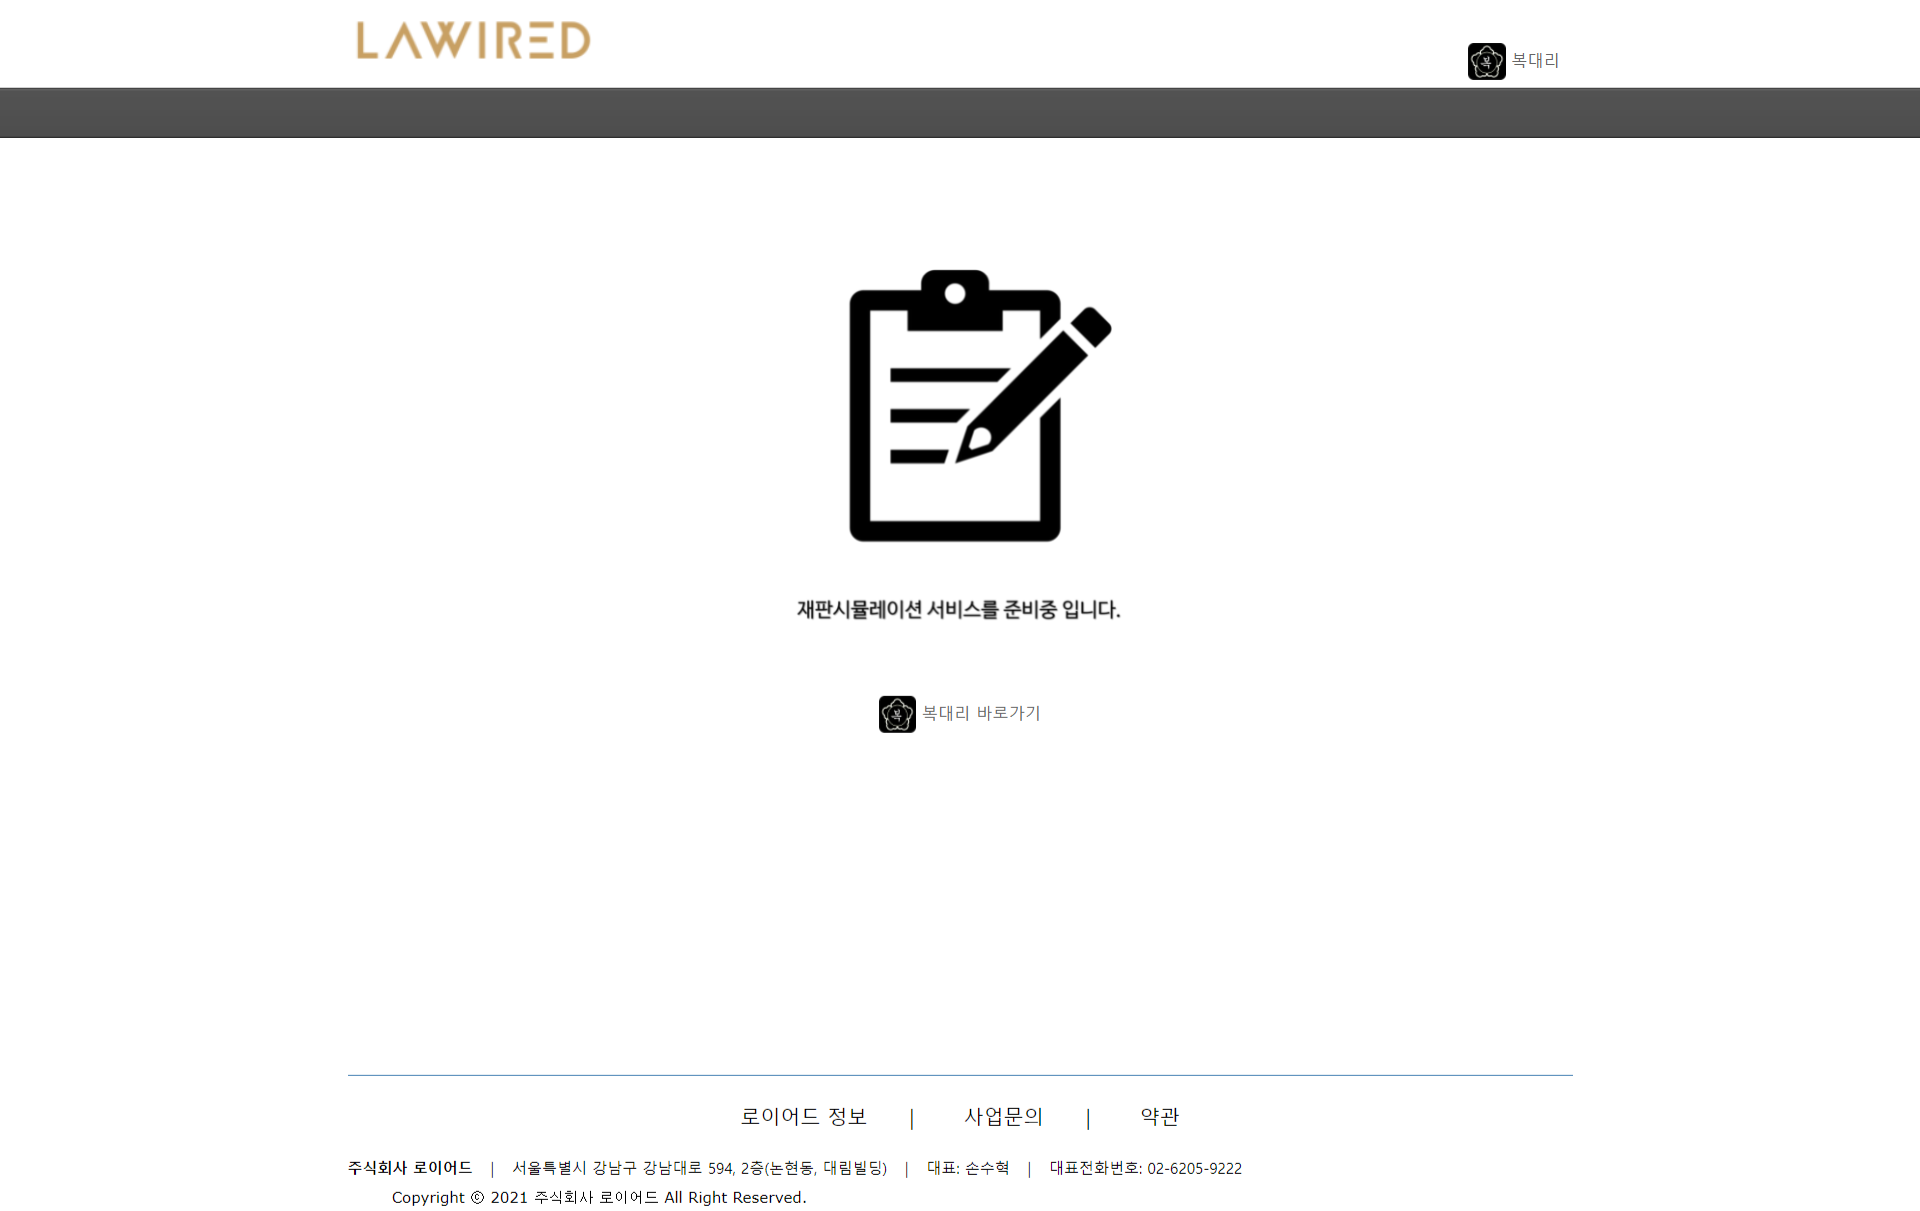 LAWIRED
복 복대리
재판시뮬레이션 서비스를 준비중 입니다.
복 복대리 바로가기
로이어드 정보 | 사업문의 | 약관
주식회사 로이어드 | 서울특별시 강남구 강남대로 594, 2층(논현동, 대림빌딩) | 대표: 손수혁 | 대표전화번호: 02-6205-9222
Copyright ⓒ 2021 주식회사 로이어드 All Right Reserved.